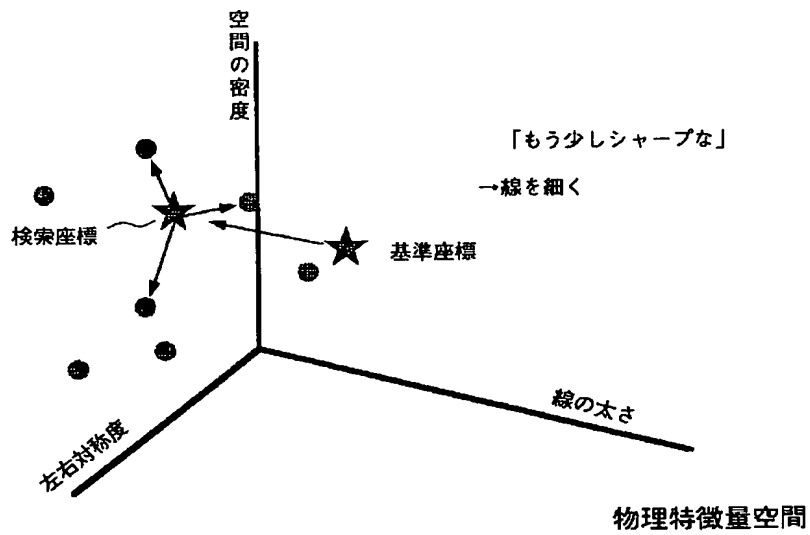 空間の密度
「もう少しシャープな」
→線を細く
検索座標
基準座標
線の太さ
左右対称度
物理特徴量空間